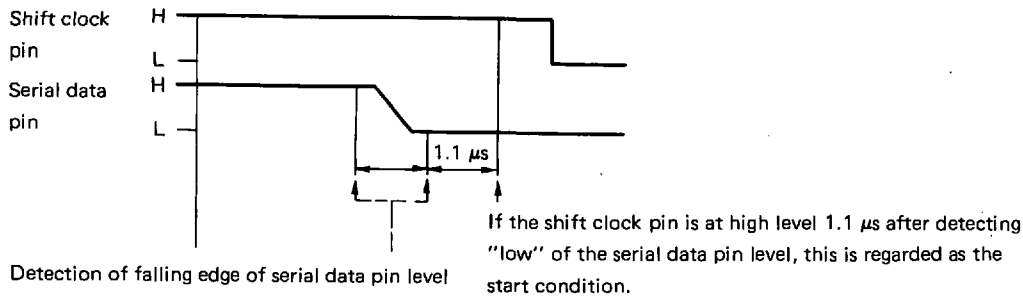 Shift clock pin
H
L
Serial data pin
H
L
1.1 μs
Detection of falling edge of serial data pin level
If the shift clock pin is at high level 1.1 μs after detecting
"low" of the serial data pin level, this is regarded as the
start condition.